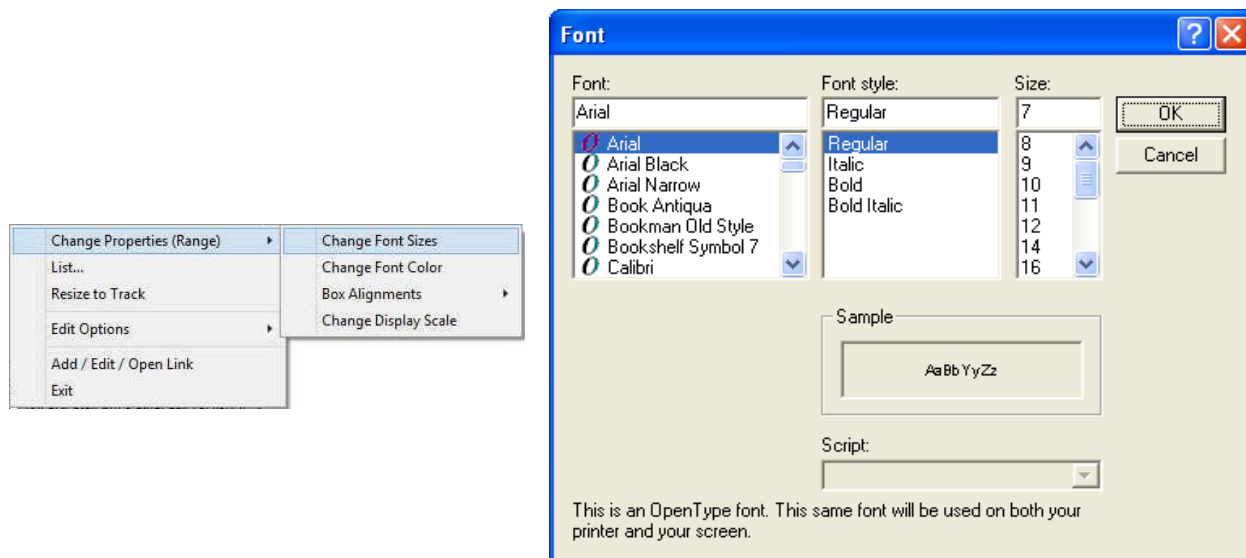 Change Properties (Range)
List...
Resize to Track
Edit Options
Add / Edit / Open Link
Exit
Change Font Sizes
Change Font Color
Box Alignments
Change Display Scale
Font
Font:
Font style:
Size:
Arial
Regular
7
OK
Cancel
Arial
Arial Black
Arial Narrow
Book Antiqua
Bookman Old Style
Bookshelf Symbol 7
Calibri
Regular
Italic
Bold
Bold Italic
8
9
10
11
12
14
16
Sample
AaBbYyZz
Script:
This is an OpenType font. This same font will be used on both your
printer and your screen.